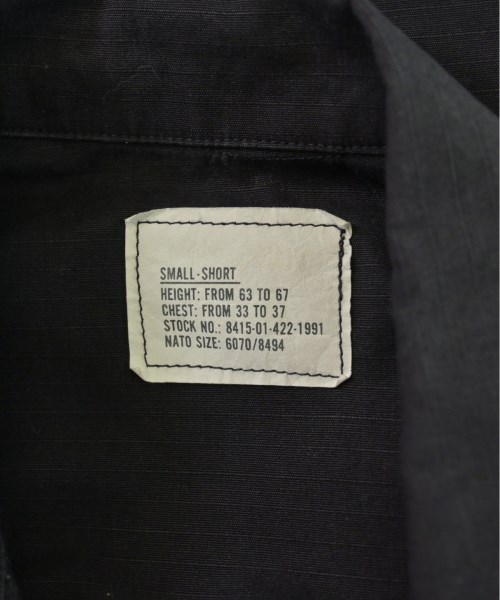 SMALL-SHORT
HEIGHT: FROM 63 TO 67
CHEST: FROM 33 TO 37
STOCK NO.: 8415-01-422-1991
NATO SIZE: 6070/8494